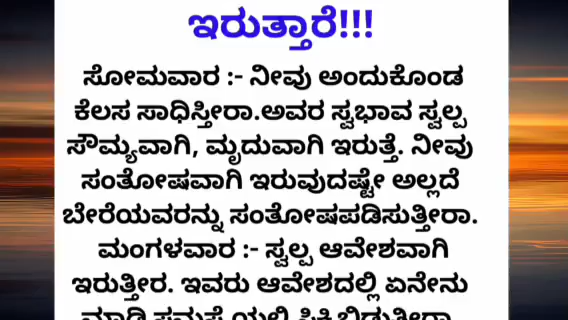 ಇರುತ್ತಾರೆ!!!
ಸೋಮವಾರ :- ನೀವು ಅಂದುಕೊಂಡ
ಕೆಲಸ ಸಾಧಿಸ್ತೀರಾ.ಅವರ ಸ್ವಭಾವ ಸ್ವಲ್ಪ
ಸೌಮ್ಯವಾಗಿ, ಮೃದುವಾಗಿ ಇರುತ್ತೆ. ನೀವು
ಸಂತೋಷವಾಗಿ ಇರುವುದಷ್ಟೇ ಅಲ್ಲದೆ
ಬೇರೆಯವರನ್ನು ಸಂತೋಷಪಡಿಸುತ್ತೀರಾ.
ಮಂಗಳವಾರ :- ಸ್ವಲ್ಪ ಆವೇಶವಾಗಿ
ಇರುತ್ತೀರ. ಇವರು ಆವೇಶದಲ್ಲಿ ಏನೇನು